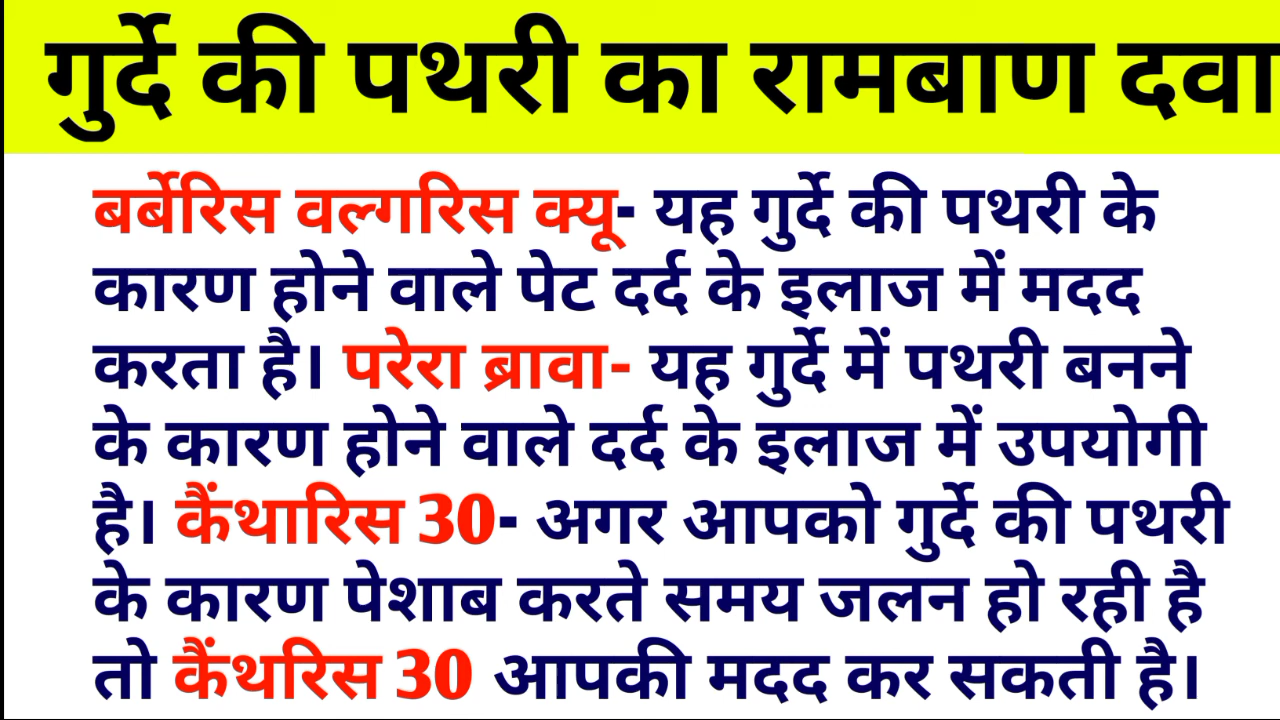 गुर्दे की पथरी का रामबाण दवा
बर्बेरिस वल्गरिस क्यू- यह गुर्दे की पथरी के
कारण होने वाले पेट दर्द के इलाज में मदद
करता है। परेरा ब्रावा- यह गुर्दे में पथरी बनने
के कारण होने वाले दर्द के इलाज में उपयोगी
है। कैंथारिस 30- अगर आपको गुर्दे की पथरी
के कारण पेशाब करते समय जलन हो रही है
तो कैंथरिस 30 आपकी मदद कर सकती है।